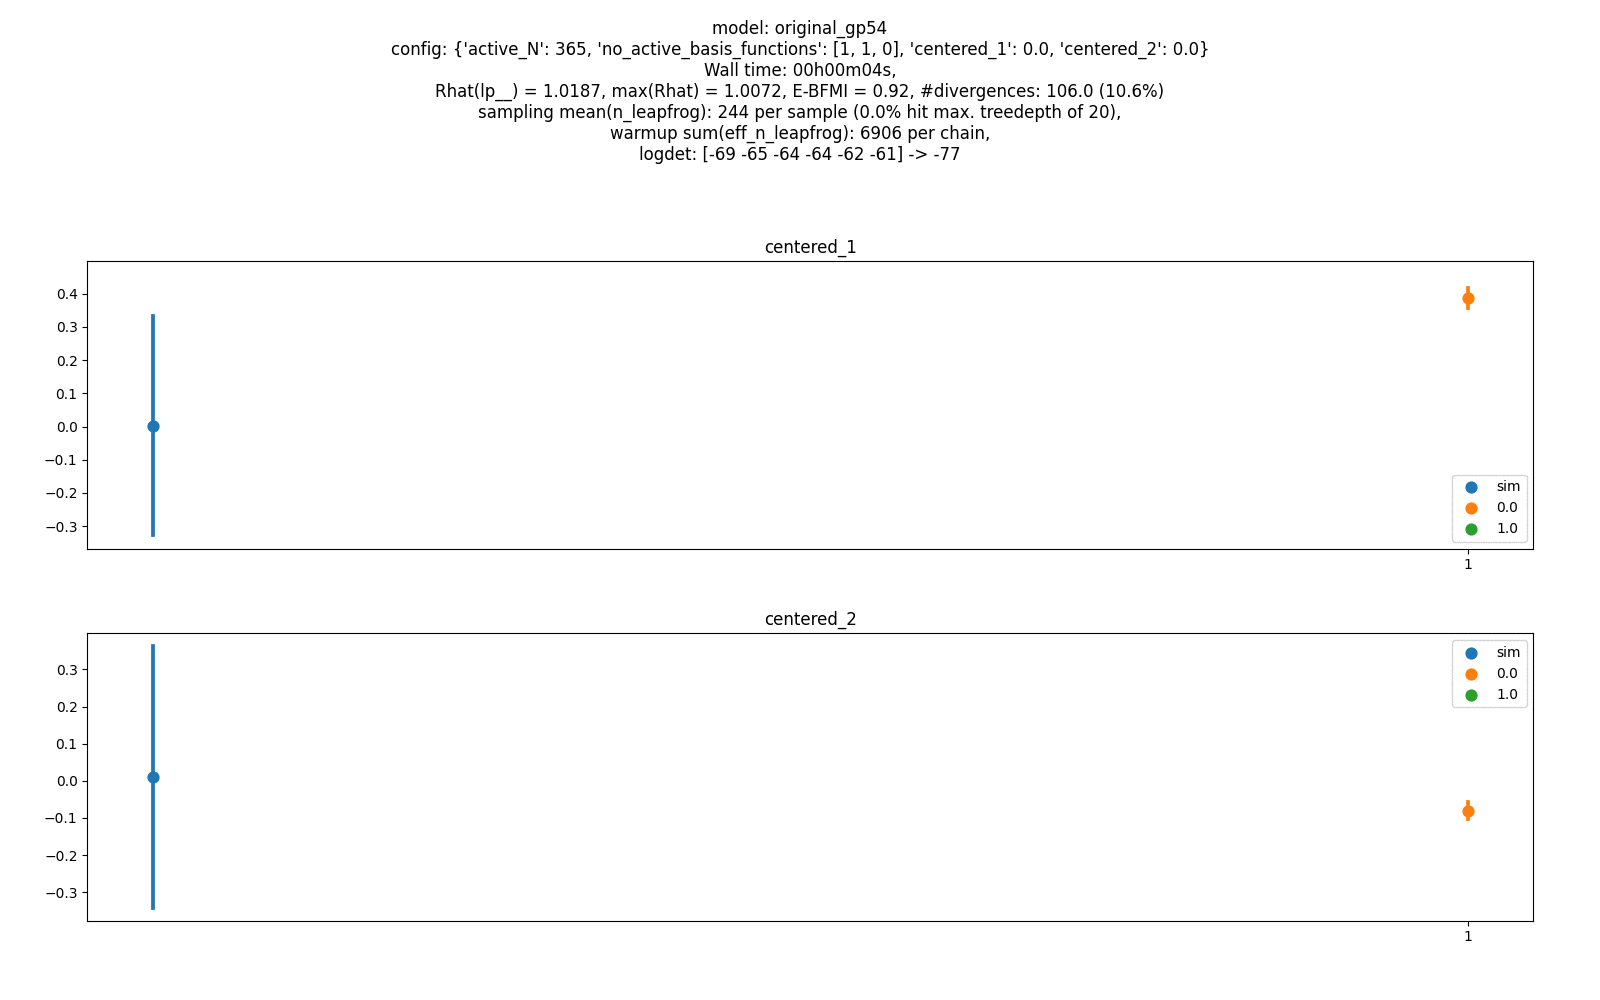 model: original_gp54
config: {'active_N': 365, 'no_active_basis_functions': [1, 1, 0], 'centered_1': 0.0, 'centered_2': 0.0}
Wall time: 00h00m04s,
Rhat(lp__) = 1.0187, max(Rhat) = 1.0072, E-BFMI = 0.92, #divergences: 106.0 (10.6%)
sampling mean(n_leapfrog): 244 per sample (0.0% hit max. treedepth of 20),
warmup sum(eff_n_leapfrog): 6906 per chain,
logdet: [-69 -65 -64 -64 -62 -61] -> -77
centered_1
0.4
0.3
0.2
0.1
0.0
−0.1
−0.2
−0.3
sim
0.0
1.0
1
centered_2
0.3
0.2
0.1
0.0
−0.1
−0.2
−0.3
sim
0.0
1.0
1